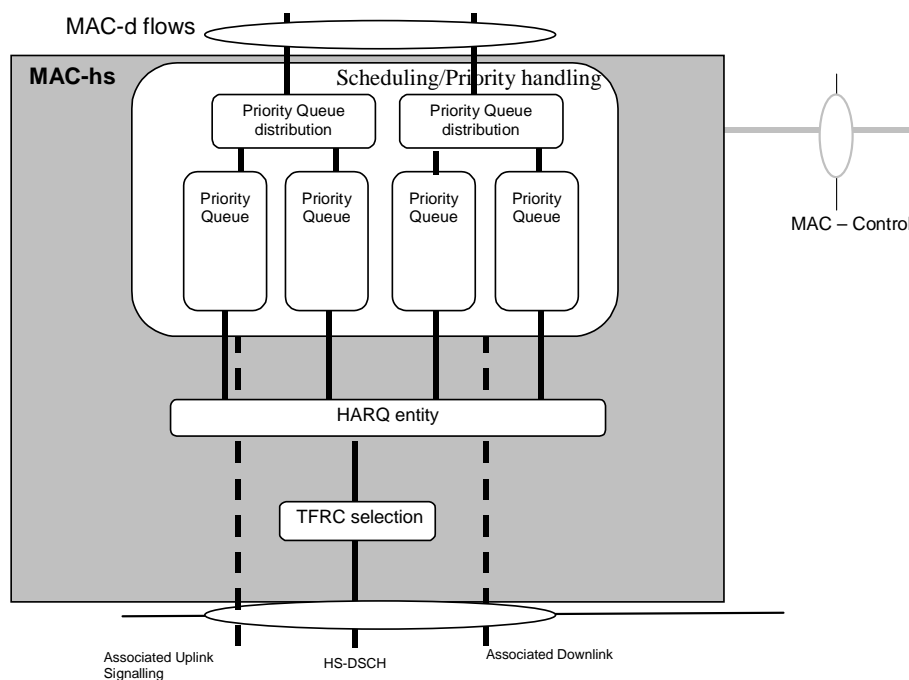 MAC-d flows
MAC-hs
Scheduling/Priority handling
Priority Queue
distribution
Priority Queue
distribution
Priority
Queue
Priority
Queue
Priority
Queue
Priority
Queue
MAC – Control
HARQ entity
TFRC selection
Associated Uplink
Signalling
HS-DSCH
Associated Downlink